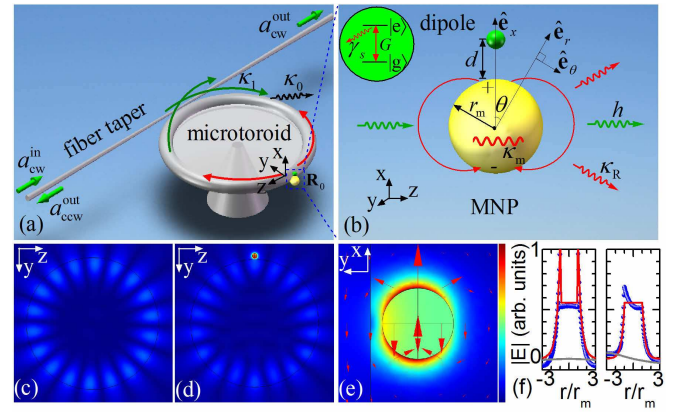 a_cw^out
κ_1
κ_0
fiber taper
microtoroid
a_cw^in
a_ccw^out
x
y
z
R_0
(a)
|e⟩
γ_s
G
|g⟩
dipole
ê_x
d
ê_r
ê_θ
+
θ
r_m
κ_m
-
h
κ_R
x
y
z
MNP
(b)
z
y
(c)
z
y
(d)
x
y
(e)
|E| (arb. units)
1
0
-3
3
-3
3
r/r_m
r/r_m
(f)